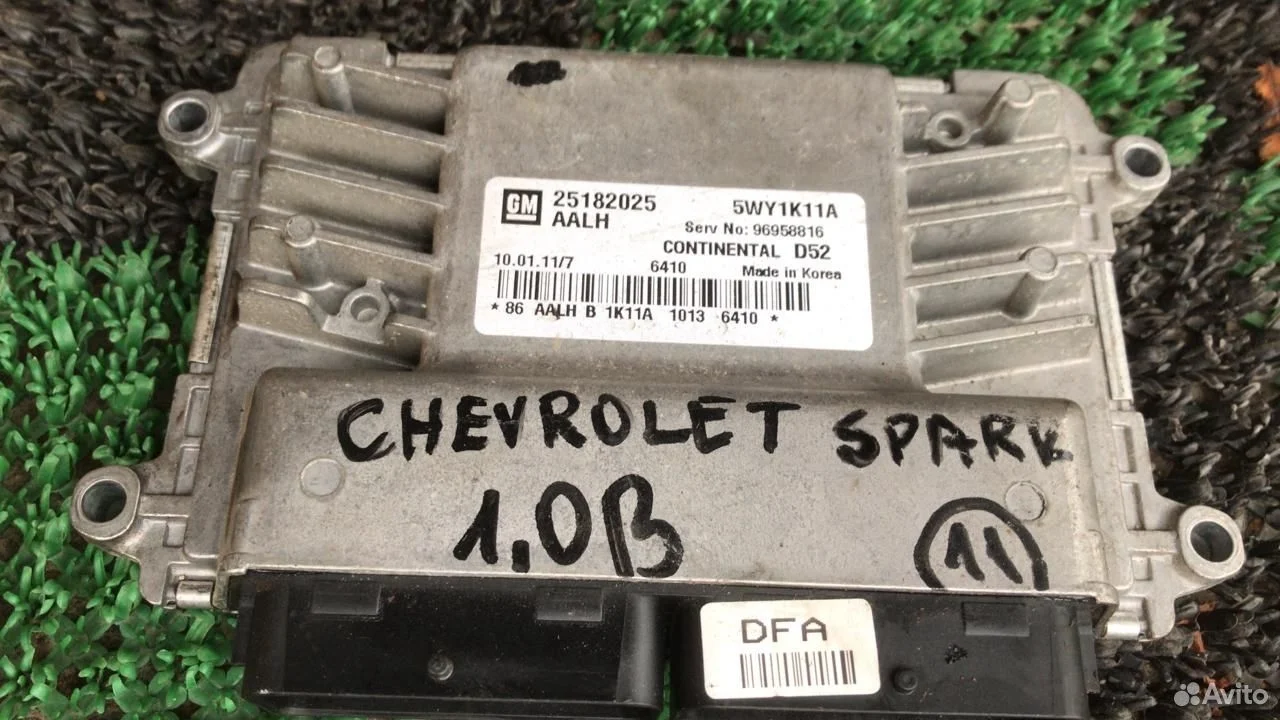 GM 25182025 5WY1K11A
AALH Serv No: 96958816
CONTINENTAL D52
10.01.11/7 6410 Made in Korea
* 86 AALH B 1K11A 1013 6410 *
CHEVROLET SPARK
1,0B
11
DFA
Avito